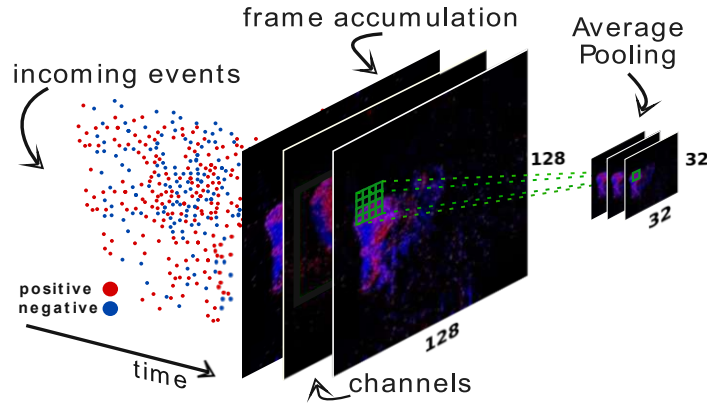 frame accumulation
Average
Pooling
incoming events
128
32
32
positive
negative
128
time
channels